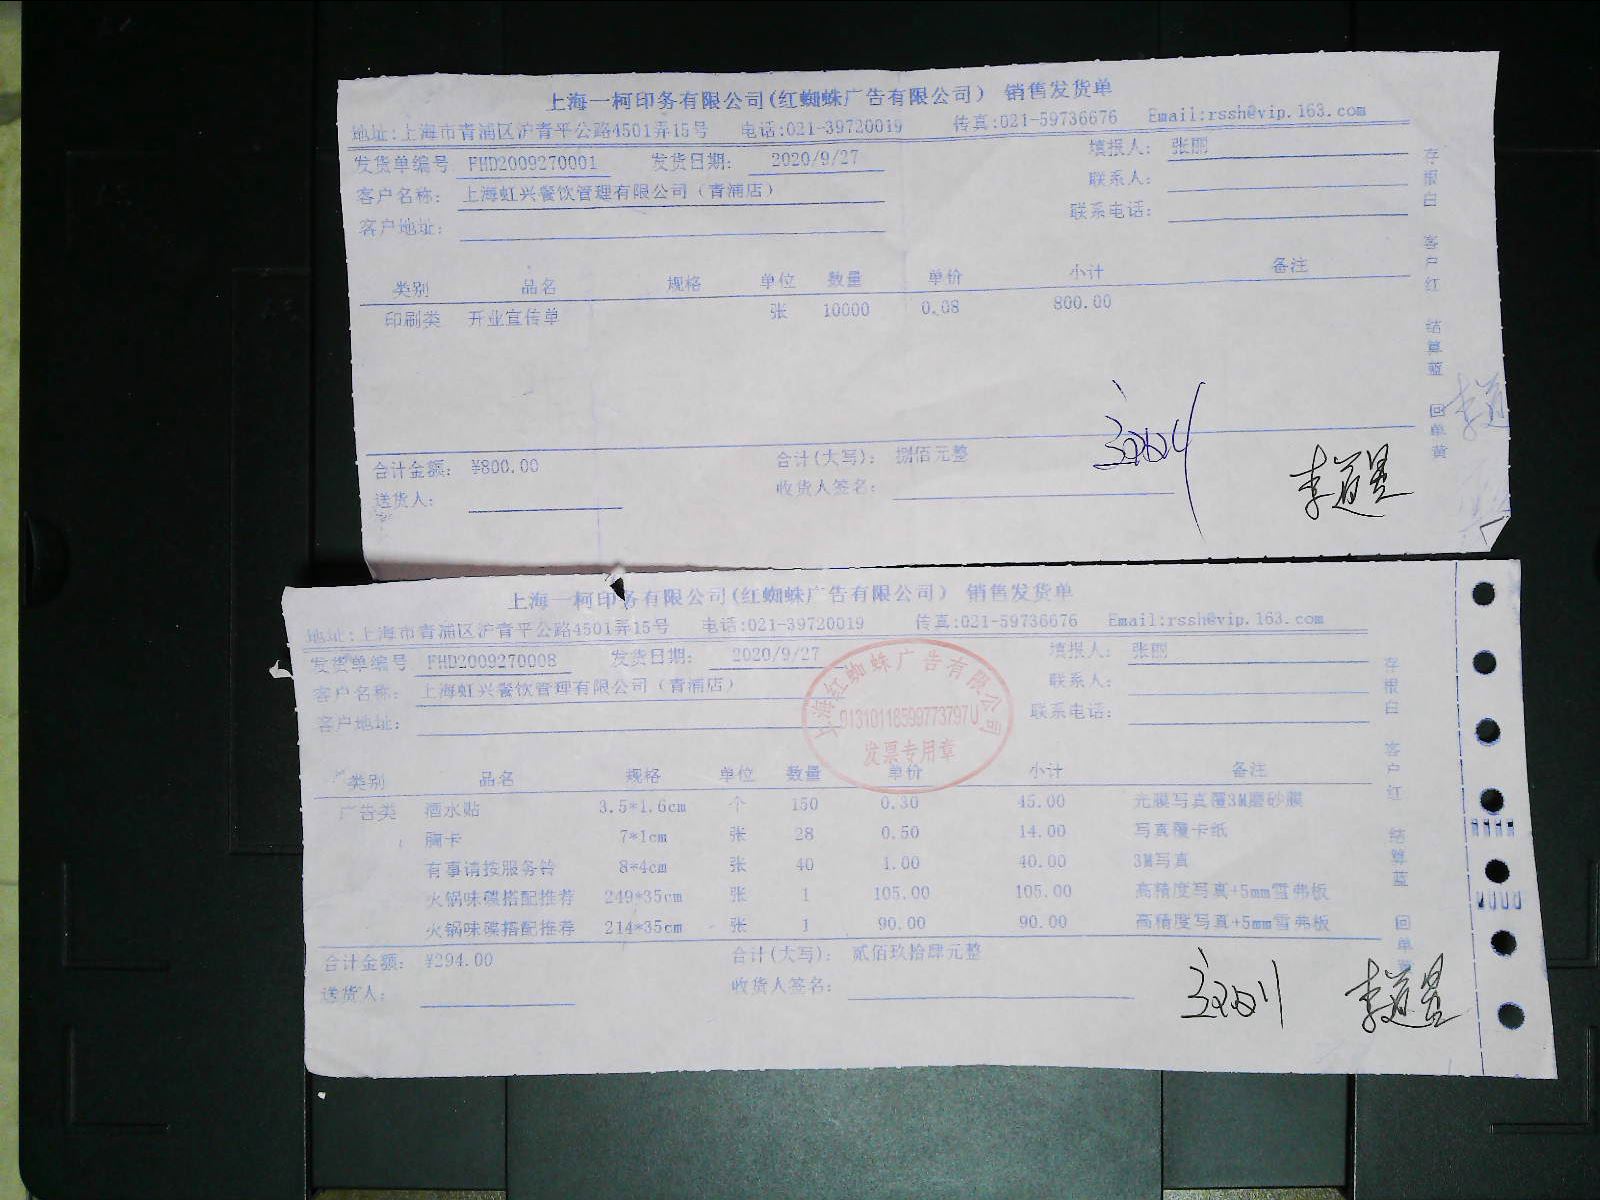 上海一柯印务有限公司(红蜘蛛广告有限公司) 销售发货单
地址:上海市青浦区沪青平公路4501弄15号 电话:021-39720019 传真:021-59736676 Email:rssh@vip.163.com
发货单编号 FHD2009270001 发货日期: 2020/9/27 填报人: 张丽
客户名称: 上海虹兴餐饮管理有限公司（青浦店） 联系人:
客户地址: 联系电话:
类别 品名 规格 单位 数量 单价 小计 备注
印刷类 开业宣传单 张 10000 0.08 800.00
合计金额: ¥800.00 合计(大写): 捌佰元整
送货人: 收货人签名:
存根白 客户红 结算蓝 回单黄
上海一柯印务有限公司(红蜘蛛广告有限公司) 销售发货单
地址:上海市青浦区沪青平公路4501弄15号 电话:021-39720019 传真:021-59736676 Email:rssh@vip.163.com
发货单编号 FHD2009270008 发货日期: 2020/9/27 填报人: 张丽
客户名称: 上海虹兴餐饮管理有限公司（青浦店） 联系人:
客户地址: 联系电话:
上海红蜘蛛广告有限公司
91310118599773797U
发票专用章
类别 品名 规格 单位 数量 单价 小计 备注
广告类 酒水贴 3.5*1.6cm 个 150 0.30 45.00 光膜写真覆3M磨砂膜
胸卡 7*1cm 张 28 0.50 14.00 写真覆卡纸
有事请按服务铃 8*4cm 张 40 1.00 40.00 3M写真
火锅味碟搭配推荐 249*35cm 张 1 105.00 105.00 高精度写真+5mm雪弗板
火锅味碟搭配推荐 214*35cm 张 1 90.00 90.00 高精度写真+5mm雪弗板
合计金额: ¥294.00 合计(大写): 贰佰玖拾肆元整
送货人: 收货人签名:
存根白 客户红 结算蓝 回单